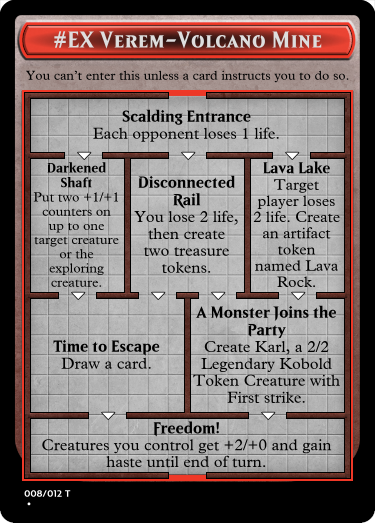 #EX Verem-Volcano Mine
You can't enter this unless a card instructs you to do so.
Scalding Entrance
Each opponent loses 1 life.
Darkened
Shaft
Put two +1/+1
counters on
up to one
target creature
or the
exploring
creature.
Disconnected
Rail
You lose 2 life,
then create
two treasure
tokens.
Lava Lake
Target
player loses
2 life. Create
an artifact
token
named Lava
Rock.
Time to Escape
Draw a card.
A Monster Joins the
Party
Create Karl, a 2/2
Legendary Kobold
Token Creature with
First strike.
Freedom!
Creatures you control get +2/+0 and gain
haste until end of turn.
008/012 T
•